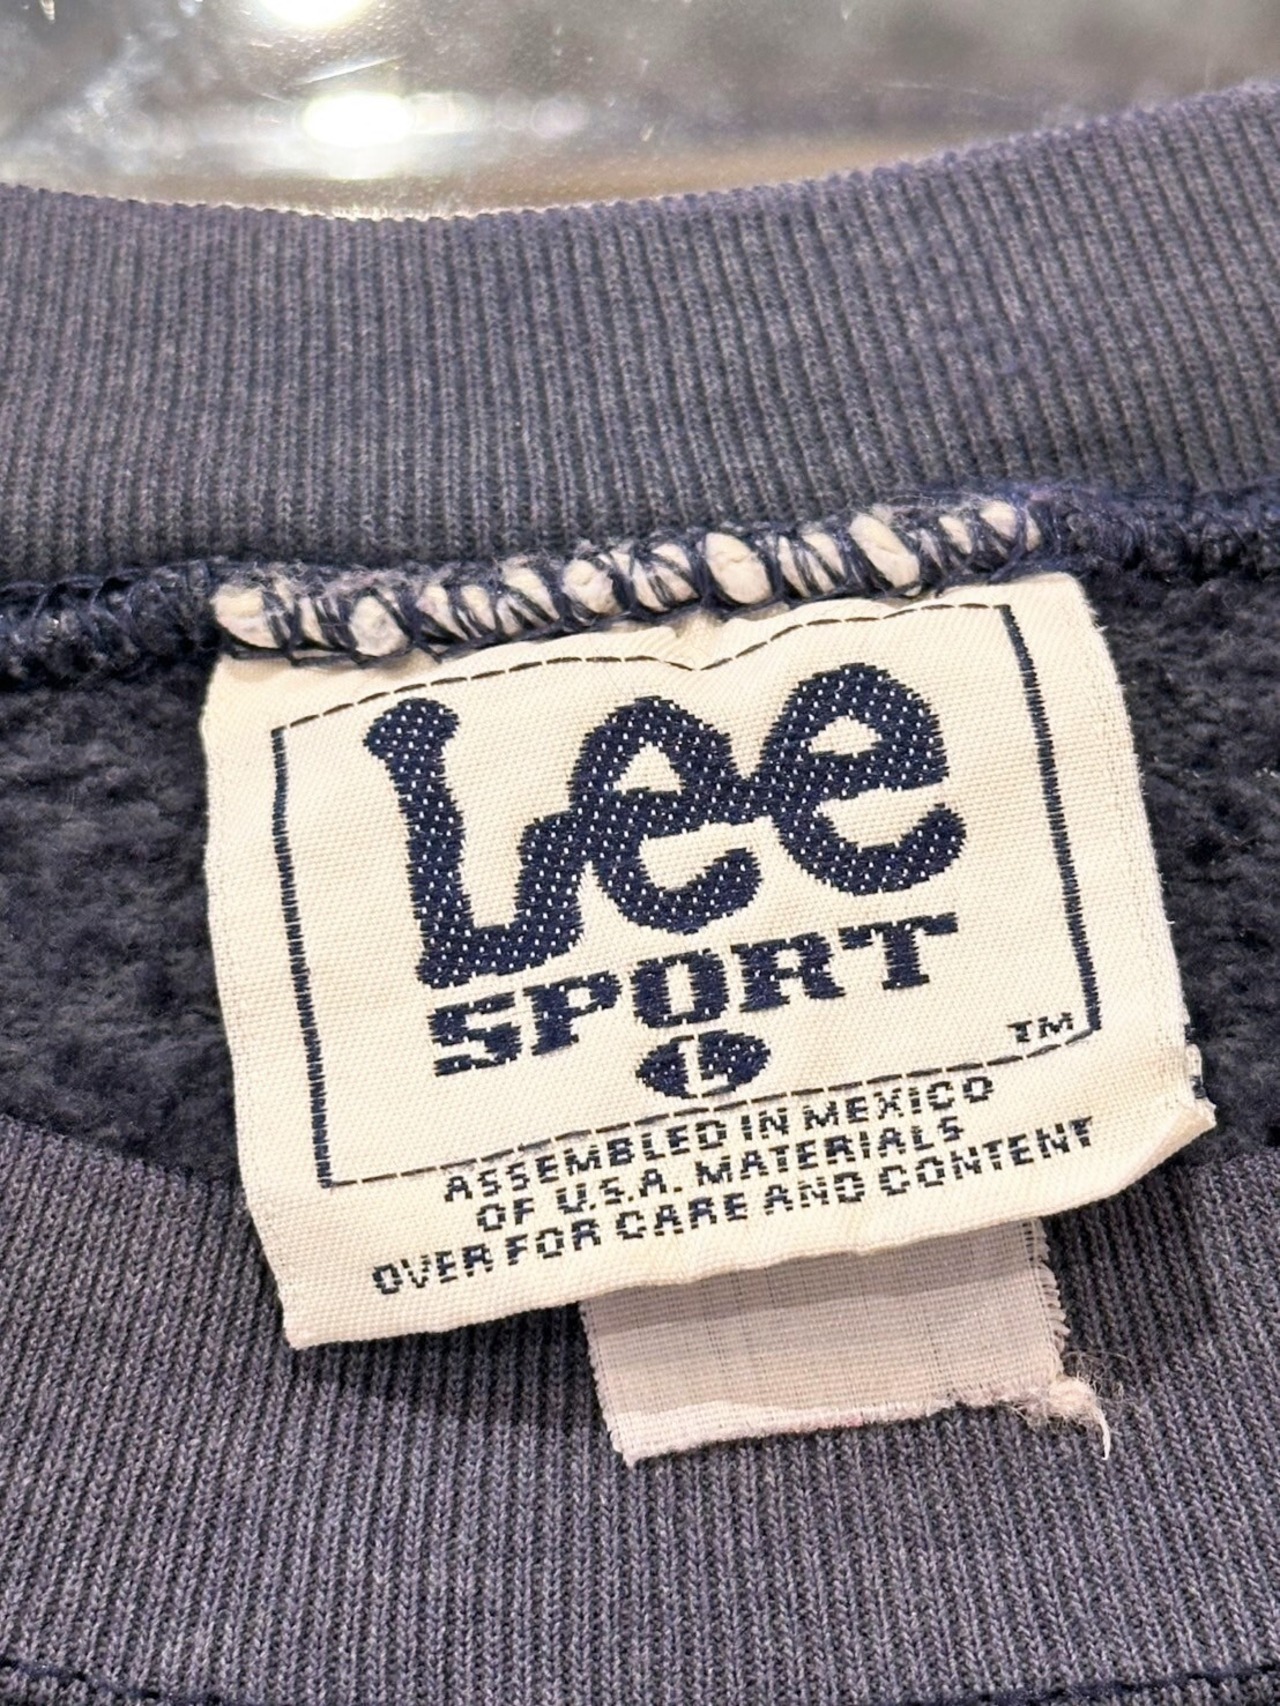 Lee
SPORT
L
TM
ASSEMBLED IN MEXICO
OF U.S.A. MATERIALS
OVER FOR CARE AND CONTENT